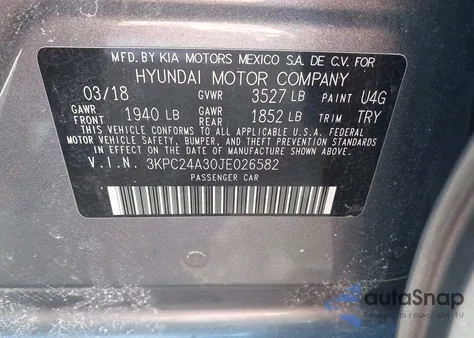 MFD. BY KIA MOTORS MEXICO S.A. DE C.V. FOR
HYUNDAI MOTOR COMPANY
03/18 GVWR 3527 LB PAINT U4G
GAWR FRONT 1940 LB GAWR REAR 1852 LB TRIM TRY
THIS VEHICLE CONFORMS TO ALL APPLICABLE U.S.A. FEDERAL
MOTOR VEHICLE SAFETY, BUMPER, AND THEFT PREVENTION STANDARDS
IN EFFECT ON THE DATE OF MANUFACTURE SHOWN ABOVE.
V.I.N. 3KPC24A30JE026582
PASSENGER CAR
autoSnap